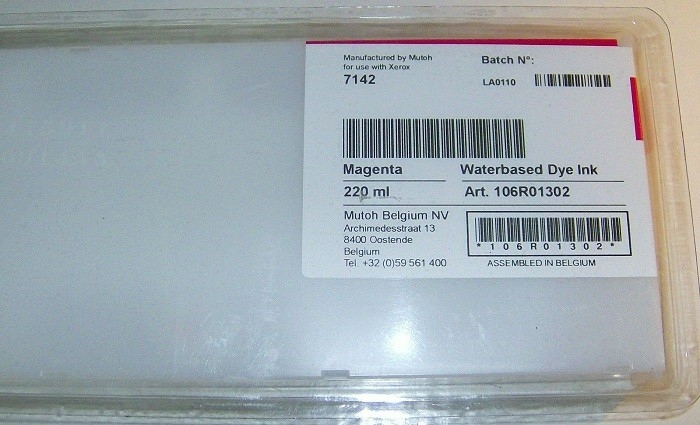 Manufactured by Mutoh
for use with Xerox
7142
Batch N°:
LA0110
Magenta
Waterbased Dye Ink
220 ml
Art. 106R01302
Mutoh Belgium NV
Archimedesstraat 13
8400 Oostende
Belgium
Tel. +32 (0)59 561 400
*106R01302*
ASSEMBLED IN BELGIUM